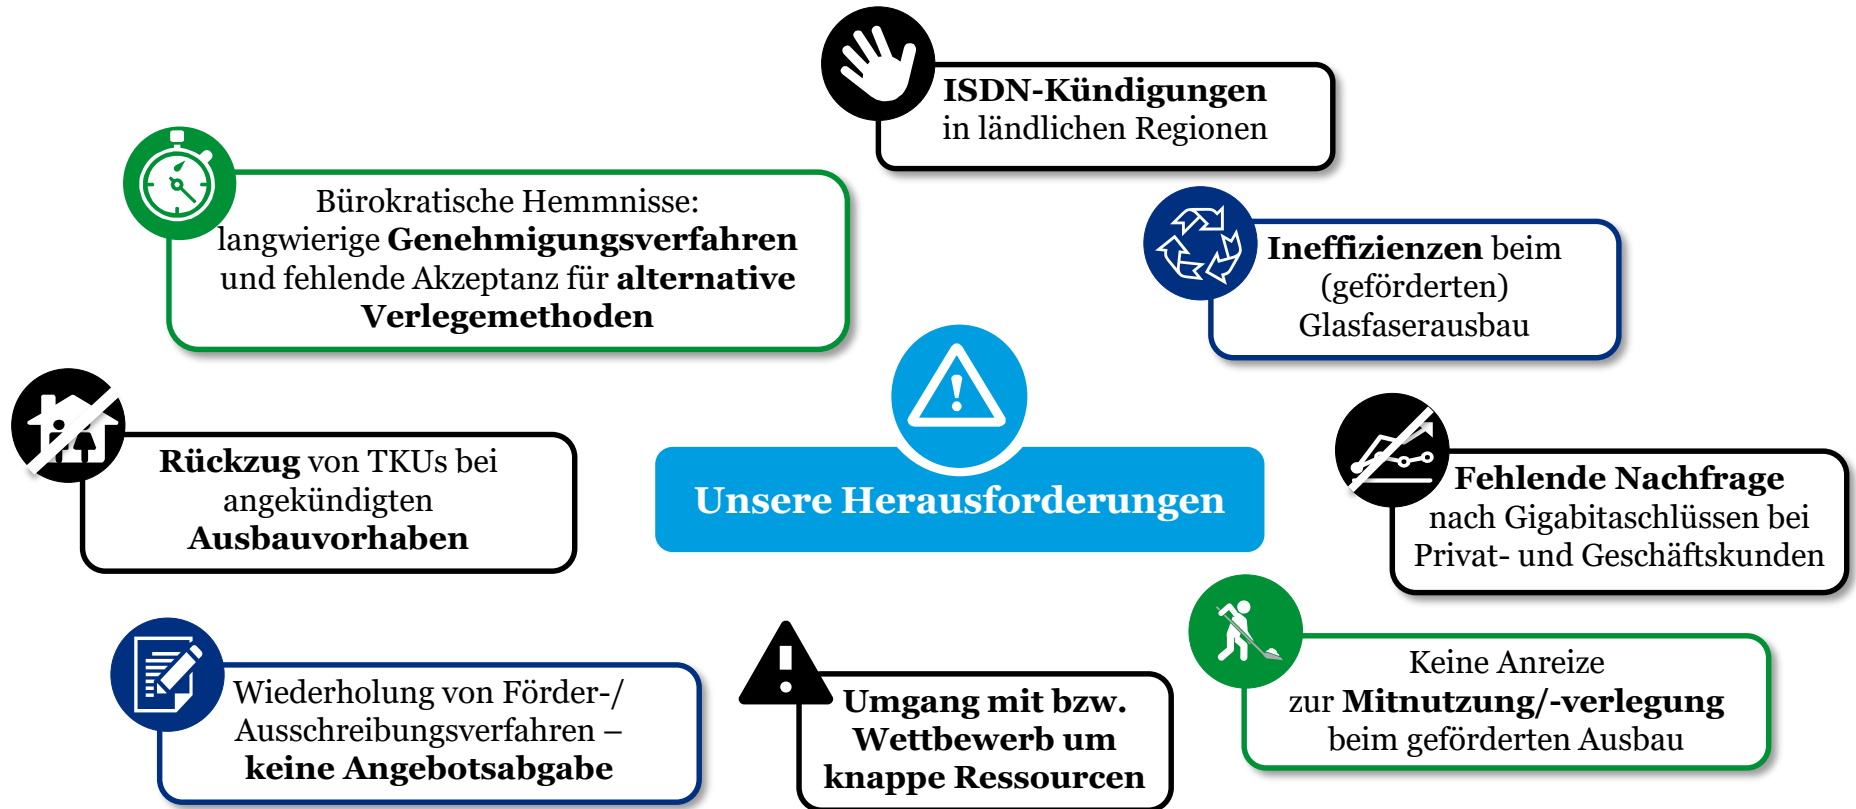 ISDN-Kündigungen
in ländlichen Regionen
Bürokratische Hemmnisse:
langwierige Genehmigungsverfahren
und fehlende Akzeptanz für alternative
Verlegemethoden
Ineffizienzen beim
(geförderten)
Glasfaserausbau
Unsere Herausforderungen
Rückzug von TKUs bei
angekündigten
Ausbauvorhaben
Fehlende Nachfrage
nach Gigabitaschlüssen bei
Privat- und Geschäftskunden
Wiederholung von Förder-/
Ausschreibungsverfahren –
keine Angebotsabgabe
Umgang mit bzw.
Wettbewerb um
knappe Ressourcen
Keine Anreize
zur Mitnutzung/-verlegung
beim geförderten Ausbau